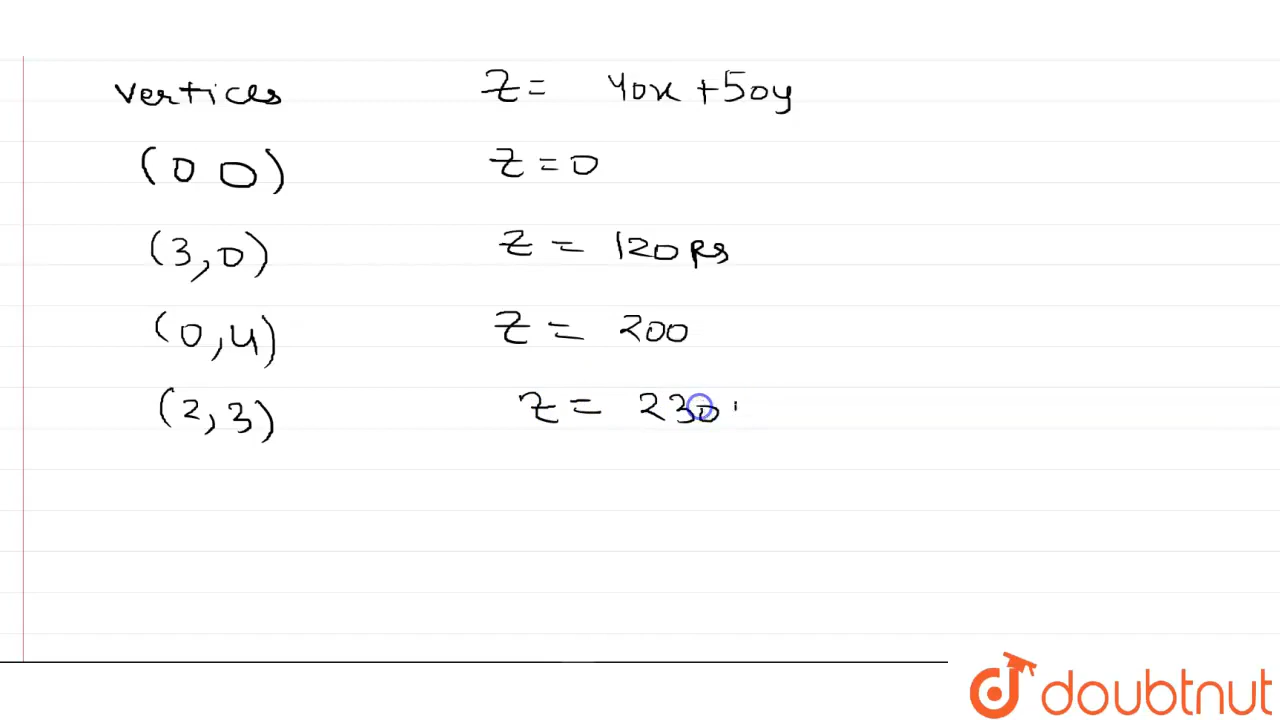 vertices Z = 40x + 50y
(0 0) Z = 0
(3,0) Z = 120 Rs
(0,4) Z = 200
(2,3) Z = 230
doubtnut